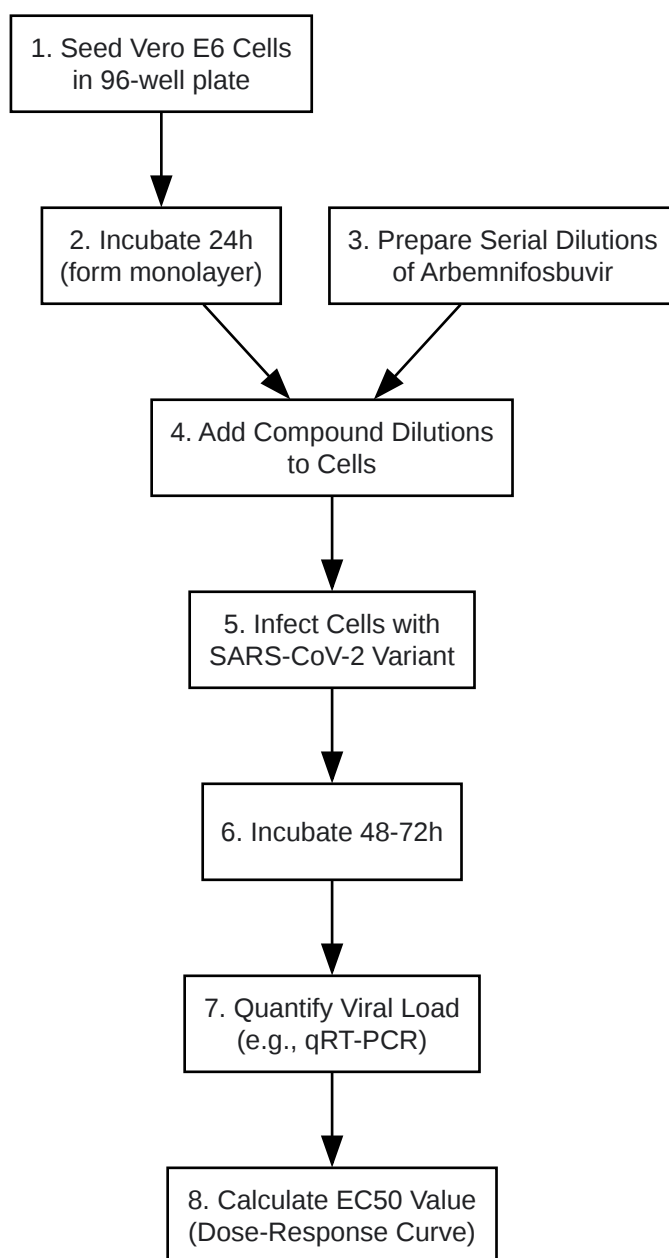 1. Seed Vero E6 Cells
in 96-well plate
2. Incubate 24h
(form monolayer)
3. Prepare Serial Dilutions
of Arbemnifosbuvir
4. Add Compound Dilutions
to Cells
5. Infect Cells with
SARS-CoV-2 Variant
6. Incubate 48-72h
7. Quantify Viral Load
(e.g., qRT-PCR)
8. Calculate EC50 Value
(Dose-Response Curve)